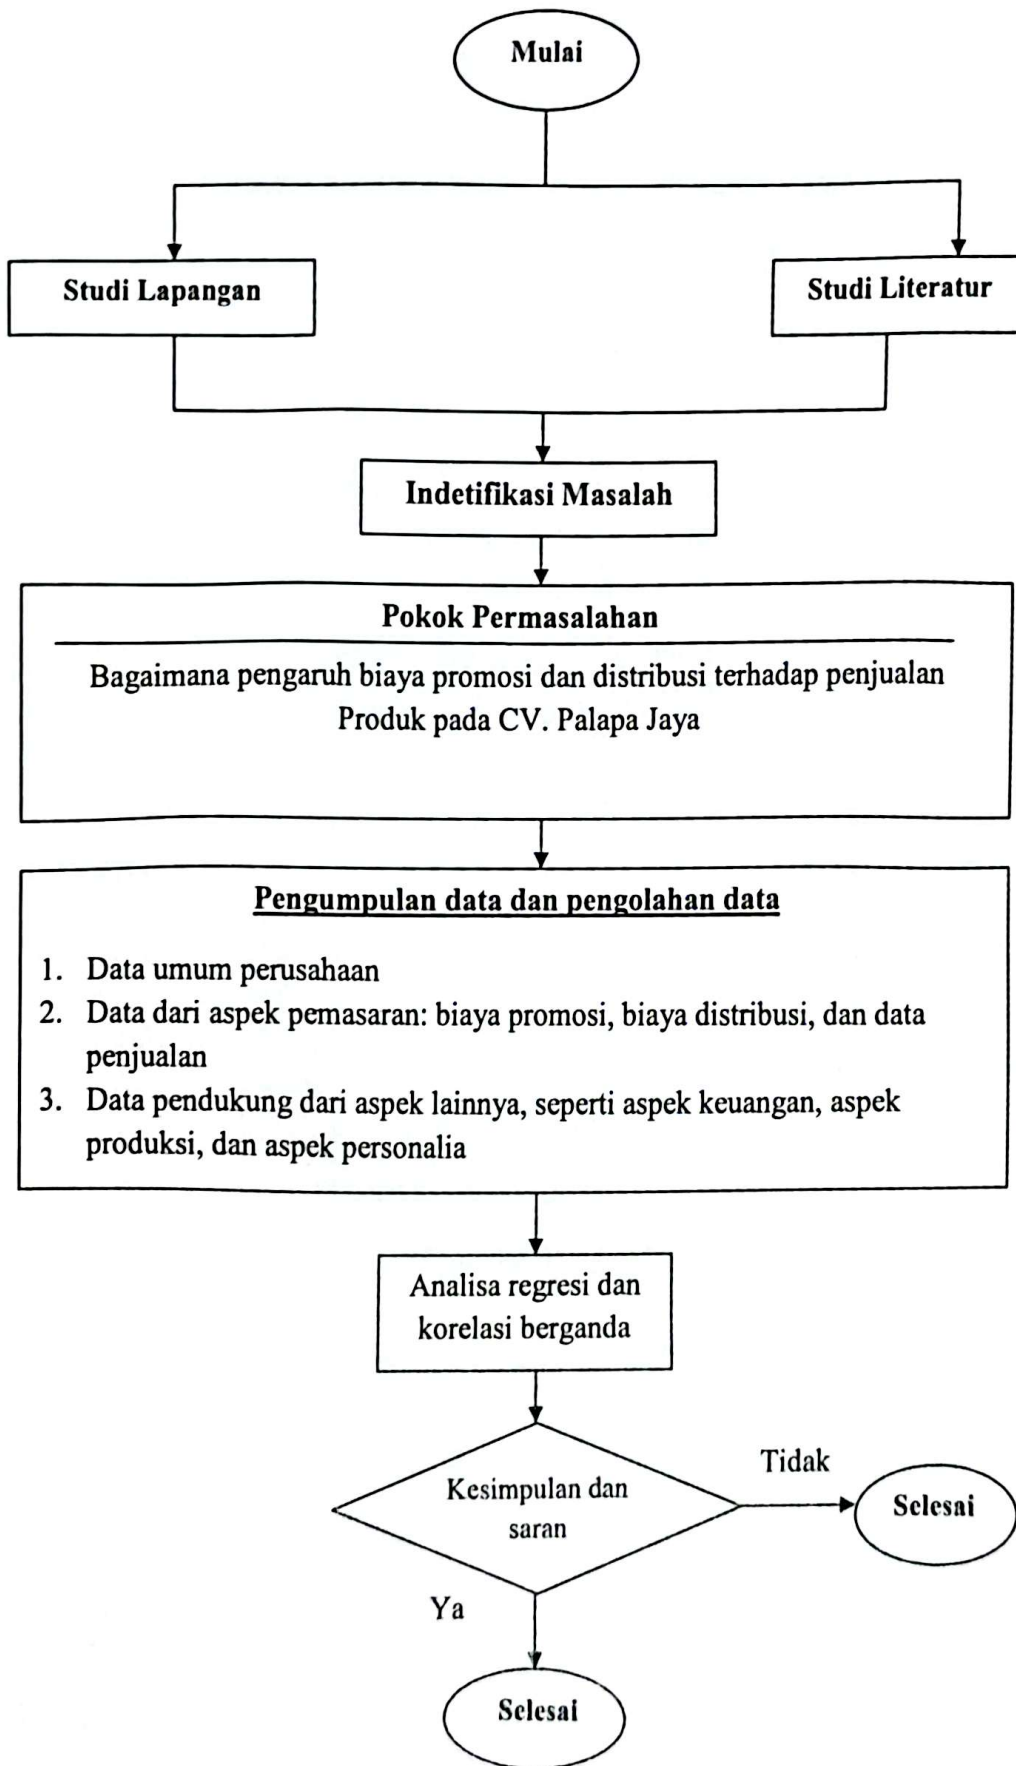 Mulai
Studi Lapangan
Studi Literatur
Indetifikasi Masalah
Pokok Permasalahan
Bagaimana pengaruh biaya promosi dan distribusi terhadap penjualan
Produk pada CV. Palapa Jaya
Pengumpulan data dan pengolahan data
1. Data umum perusahaan
2. Data dari aspek pemasaran: biaya promosi, biaya distribusi, dan data
penjualan
3. Data pendukung dari aspek lainnya, seperti aspek keuangan, aspek
produksi, dan aspek personalia
Analisa regresi dan
korelasi berganda
Kesimpulan dan
saran
Tidak
Selesai
Ya
Selesai